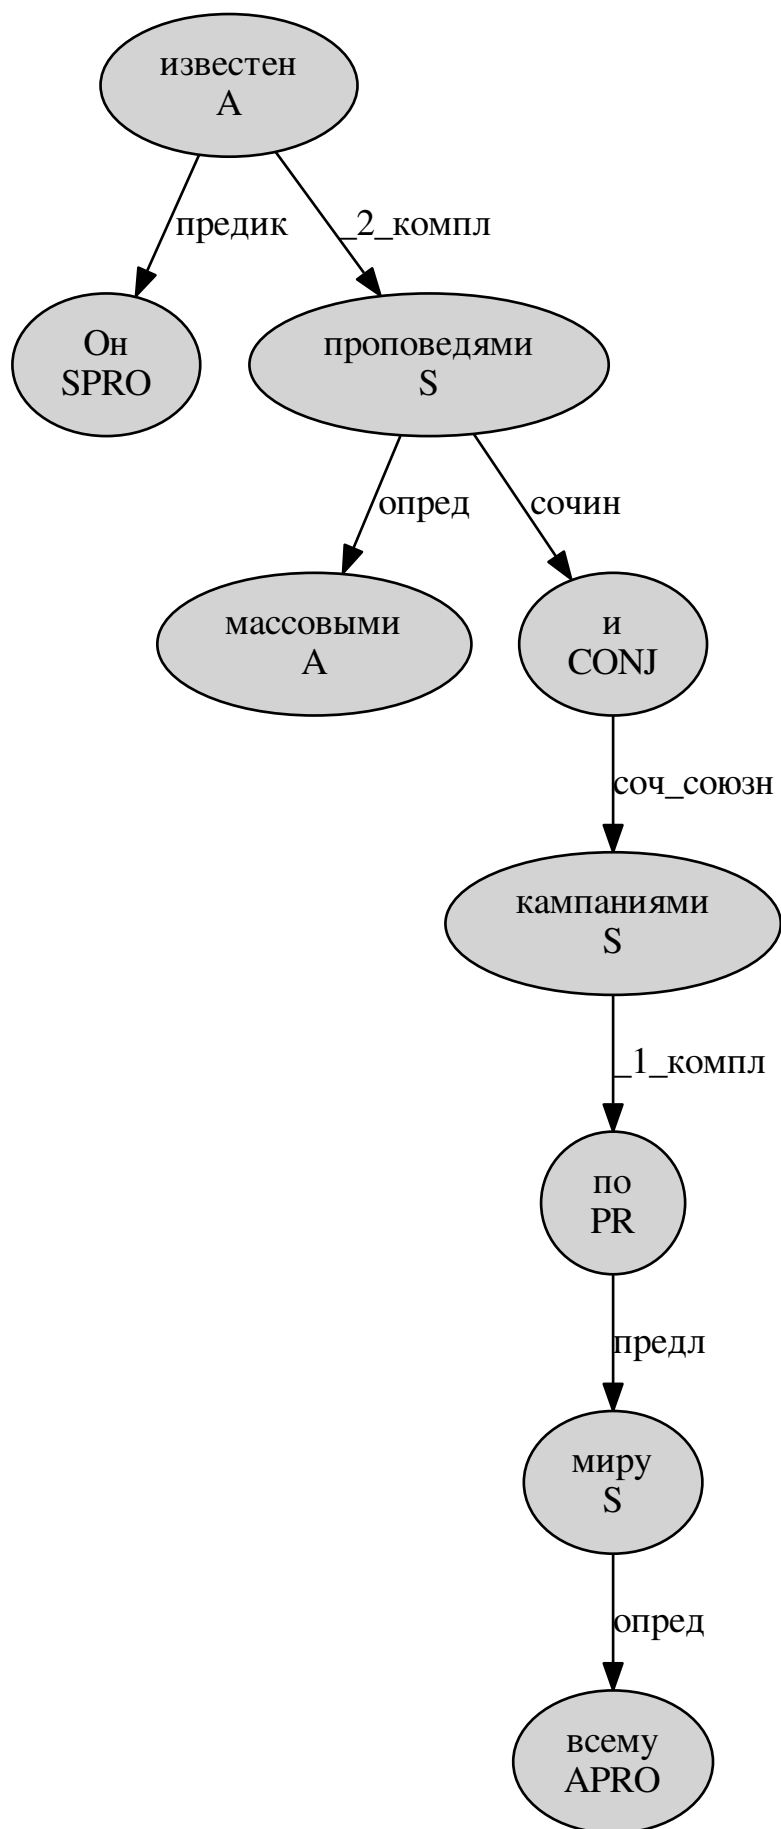 известен
A
предик
_2_компл
Он
SPRO
проповедями
S
опред
сочин
массовыми
A
и
CONJ
соч_союзн
кампаниями
S
_1_компл
по
PR
предл
миру
S
опред
всему
APRO